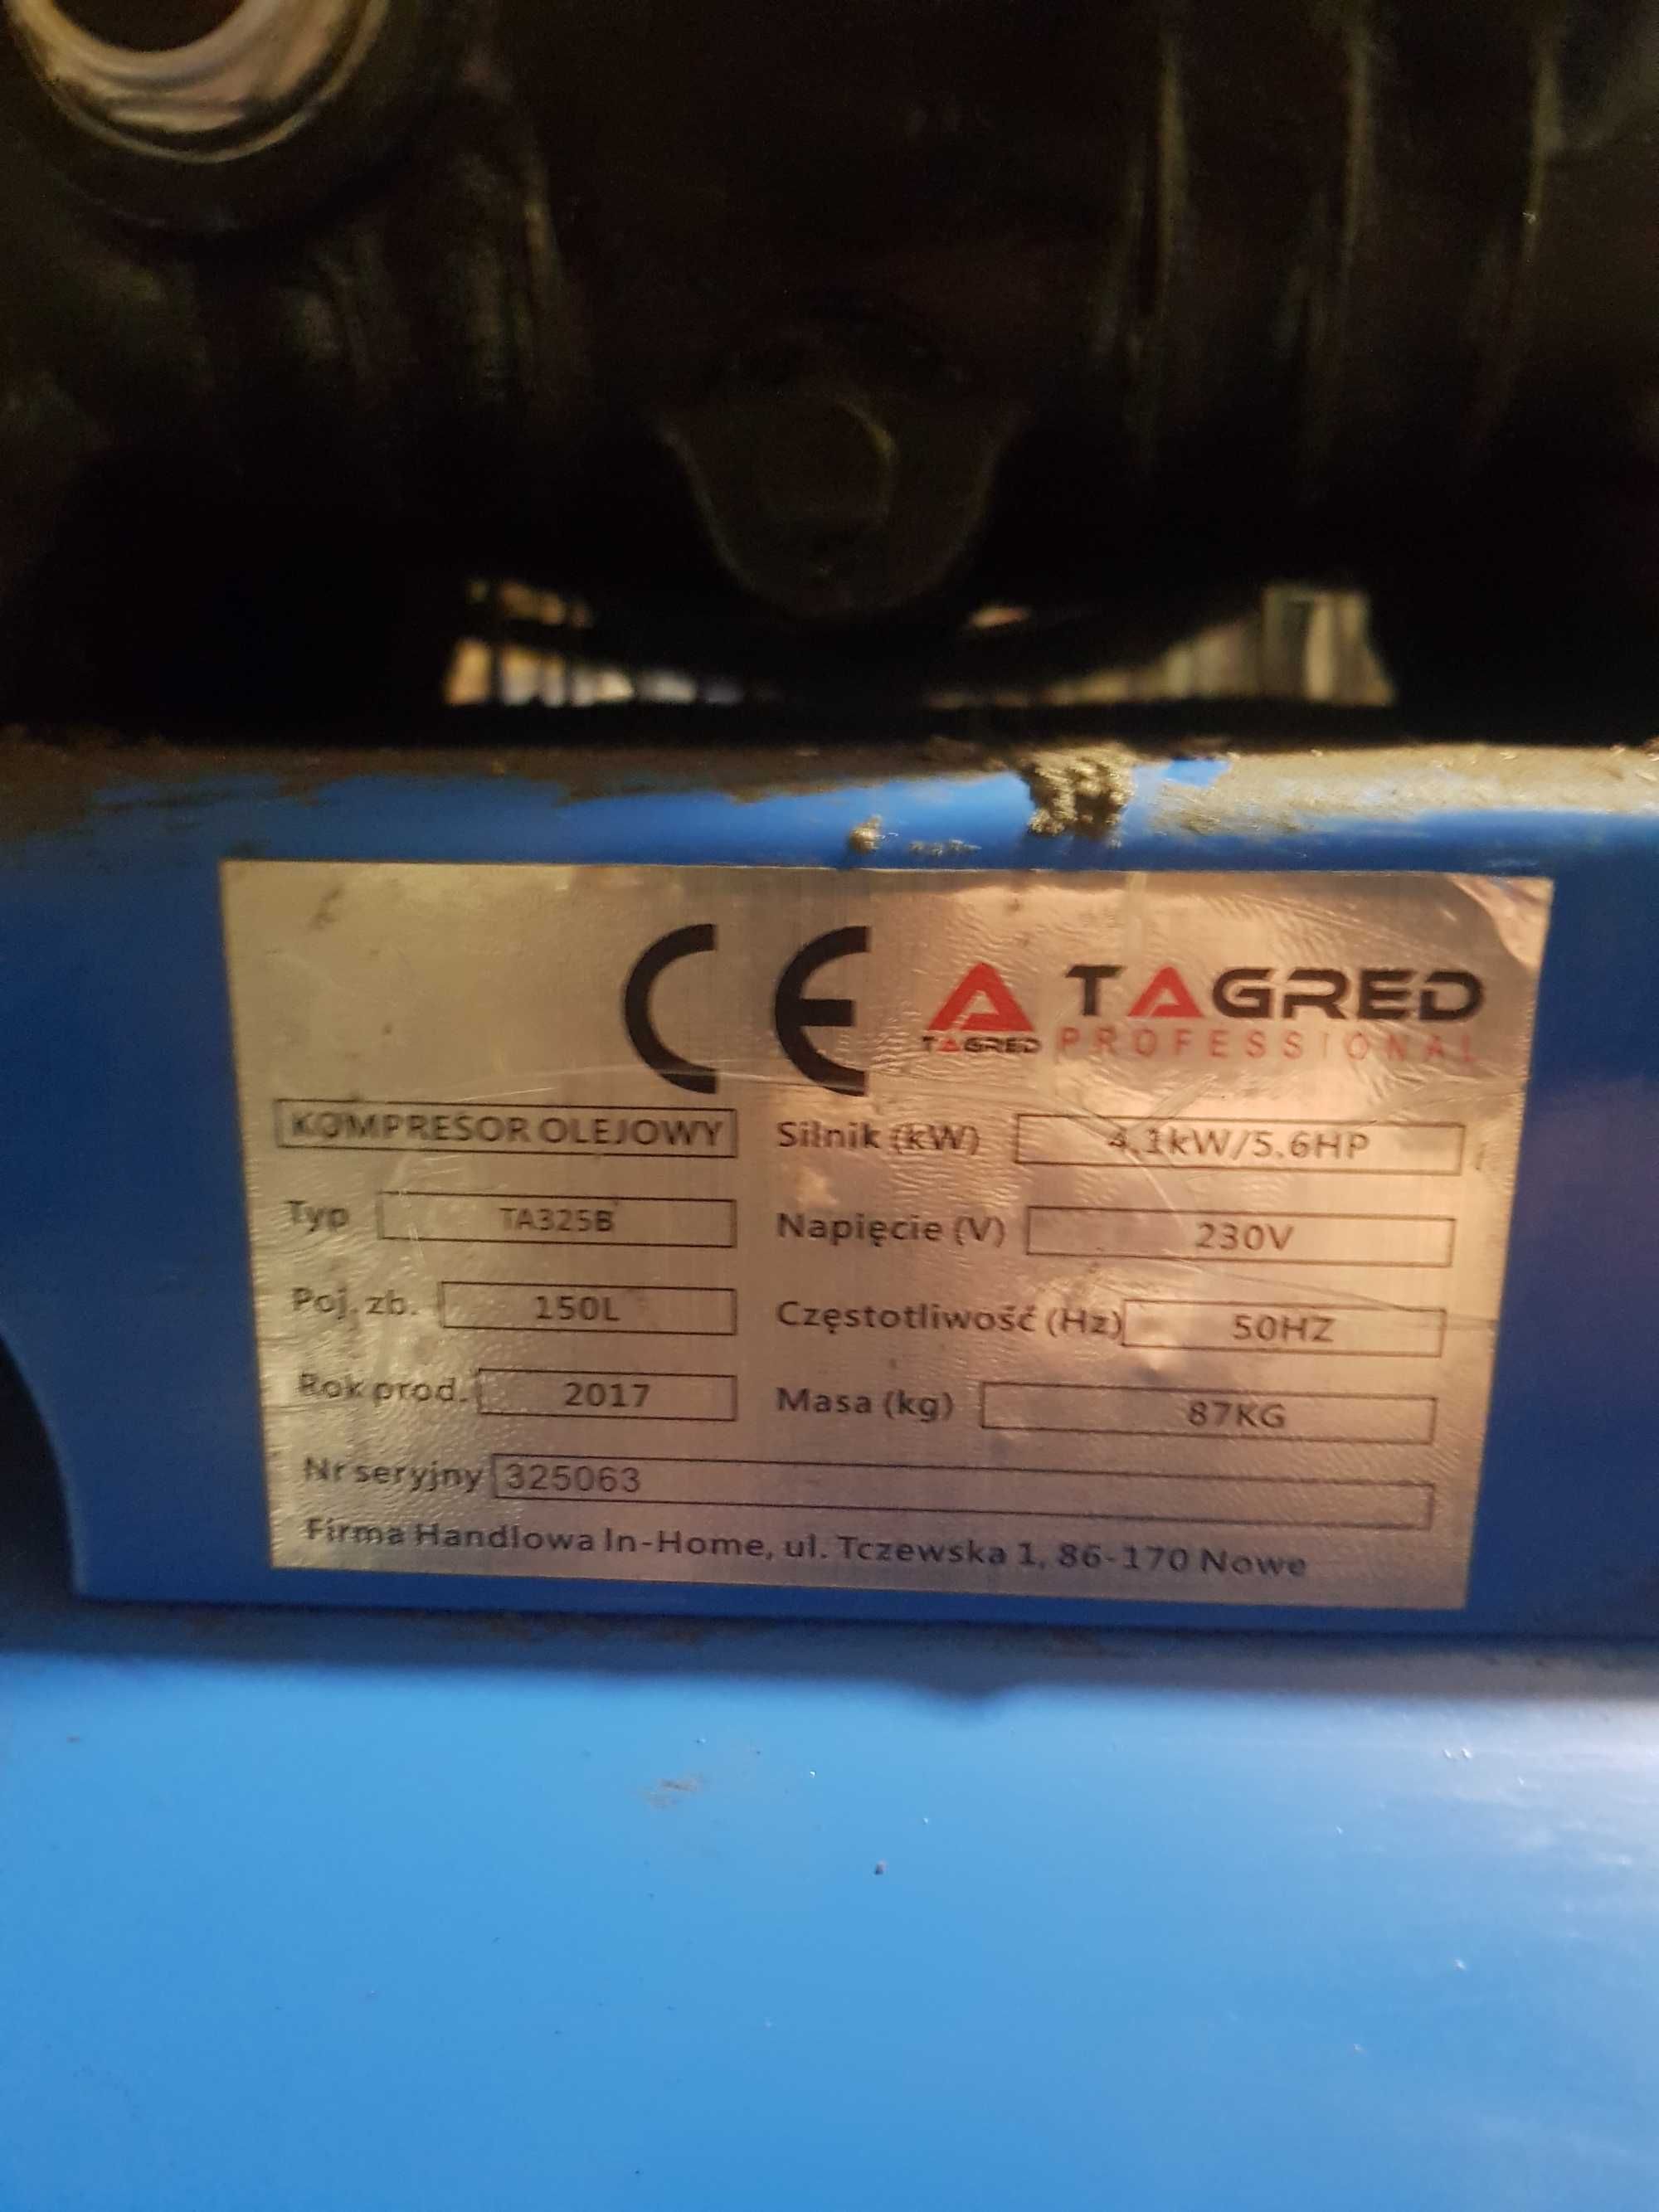 CE TAGRED TAGRED
PROFESSIONAL
KOMPRESOR OLEJOWY Silnik (kW) 4.1kW/5.6HP
Typ TA325B Napięcie (V) 230V
Poj. zb. 150L Częstotliwość (Hz) 50HZ
Rok prod. 2017 Masa (kg) 87KG
Nr seryjny 325063
Firma Handlowa In-Home, ul. Tczewska 1, 86-170 Nowe